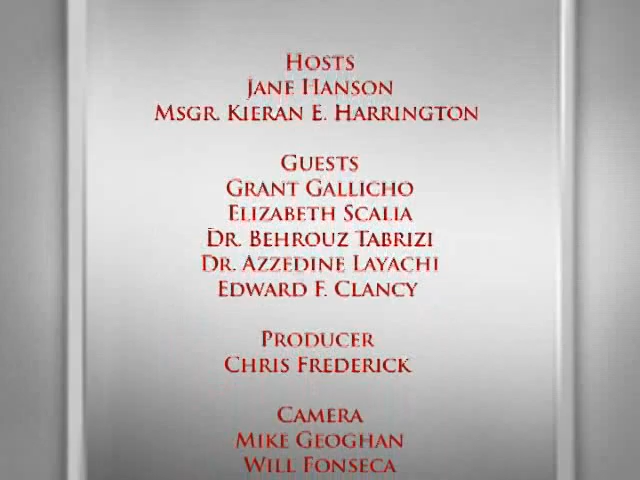 Hosts
Jane Hanson
Msgr. Kieran E. Harrington
Guests
Grant Gallicho
Elizabeth Scalia
Dr. Behrouz Tabrizi
Dr. Azzedine Layachi
Edward F. Clancy
Producer
Chris Frederick
Camera
Mike Geoghan
Will Fonseca